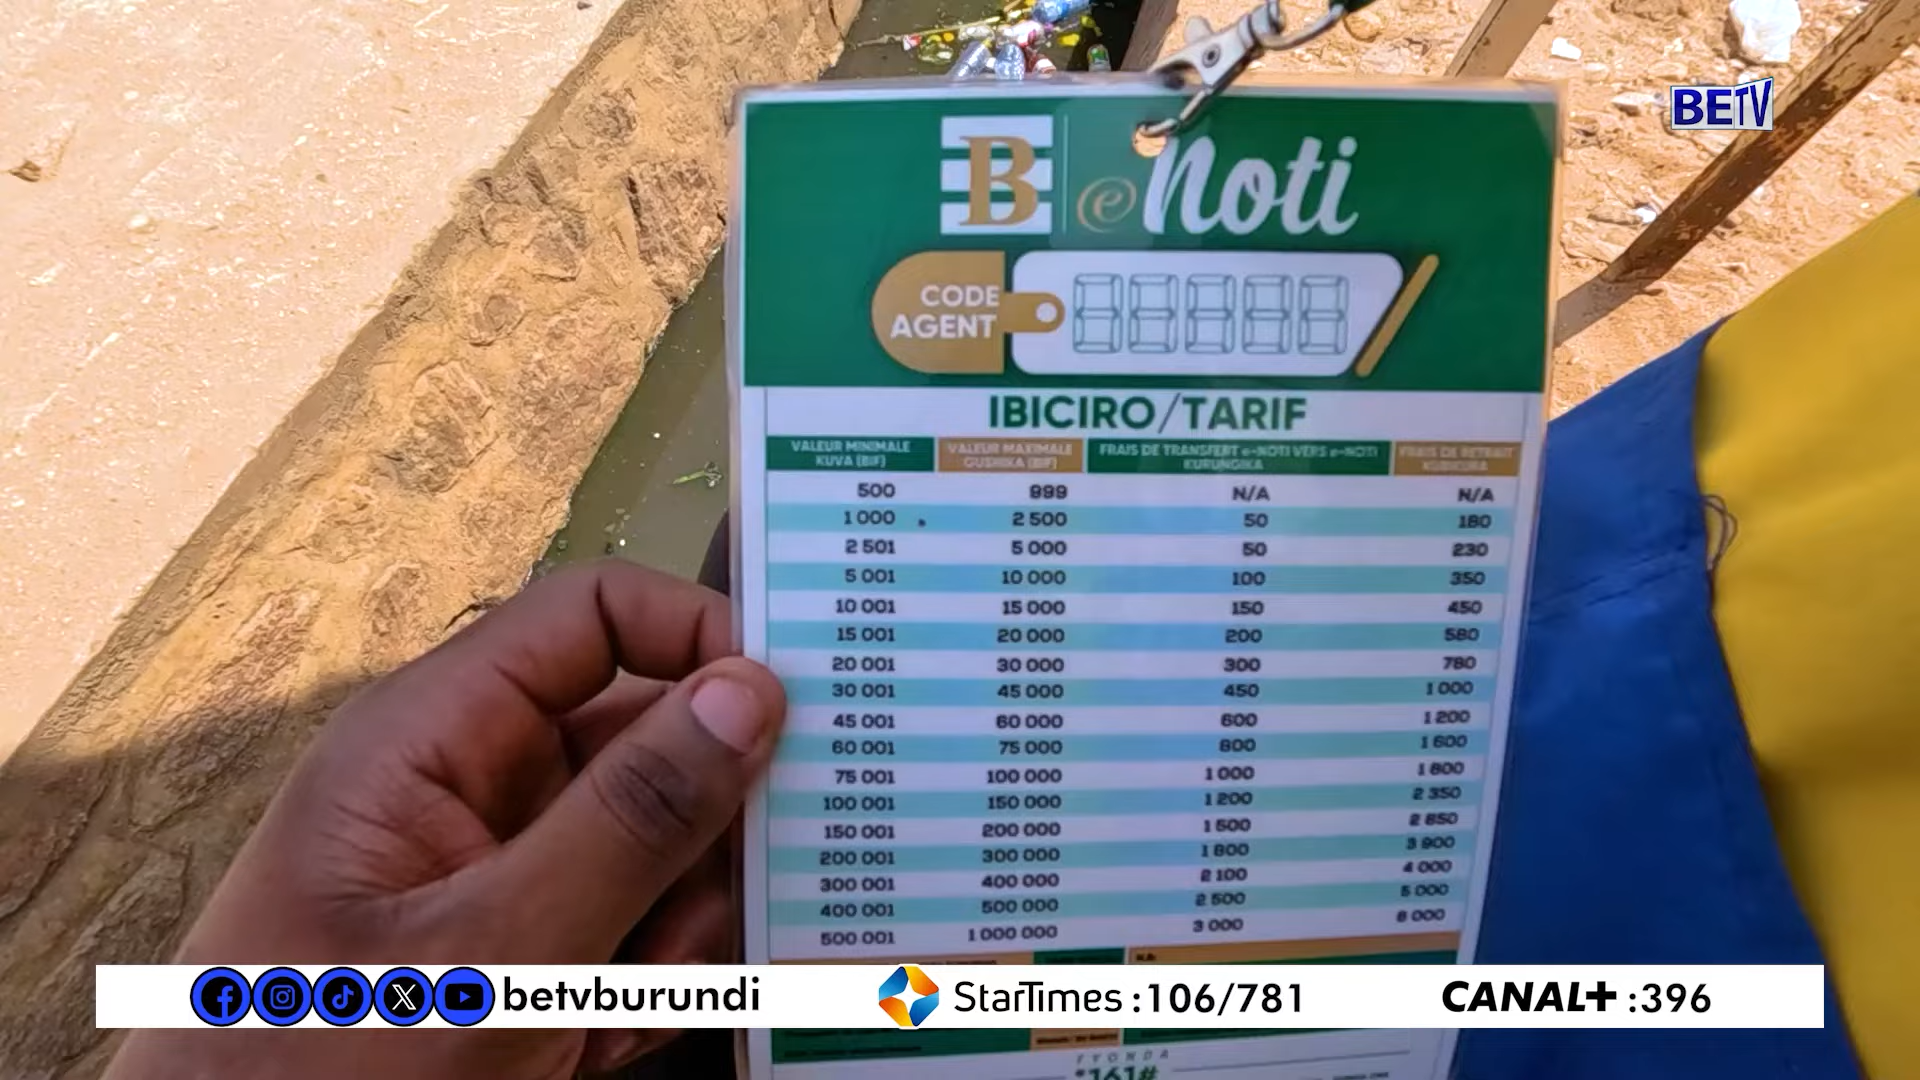 BETV
B eNoti
CODE
AGENT
IBICIRO/TARIF
VALEUR MINIMALE KUVA (BIF) VALEUR MAXIMALE GUSHIKA (BIF) FRAIS DE TRANSFERT e-NOTI VERS e-NOTI KURUNGIKA FRAIS DE RETRAIT KUBIKURA
500 999 N/A N/A
1 000 2 500 50 180
2 501 5 000 50 230
5 001 10 000 100 350
10 001 15 000 150 450
15 001 20 000 200 580
20 001 30 000 300 780
30 001 45 000 450 1 000
45 001 60 000 600 1 200
60 001 75 000 800 1 600
75 001 100 000 1 000 1 800
100 001 150 000 1 200 2 350
150 001 200 000 1 500 2 850
200 001 300 000 1 800 3 900
300 001 400 000 2 100 4 000
400 001 500 000 2 500 5 000
500 001 1 000 000 3 000 8 000
betvburundi StarTimes :106/781 CANAL+ :396
FYONDA
*161#